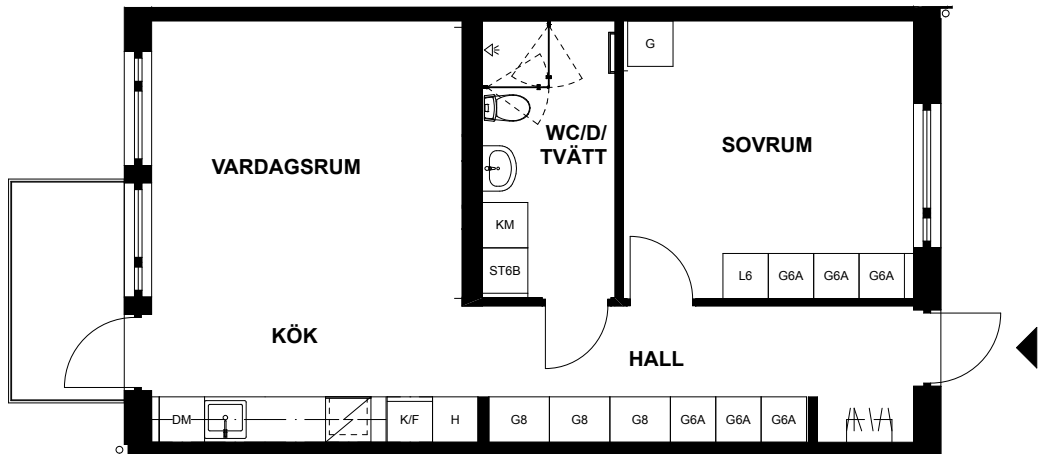 G
WC/D/
TVÄTT
SOVRUM
VARDAGSRUM
KM
ST6B
L6
G6A
G6A
G6A
KÖK
HALL
DM
K/F
H
G8
G8
G8
G6A
G6A
G6A